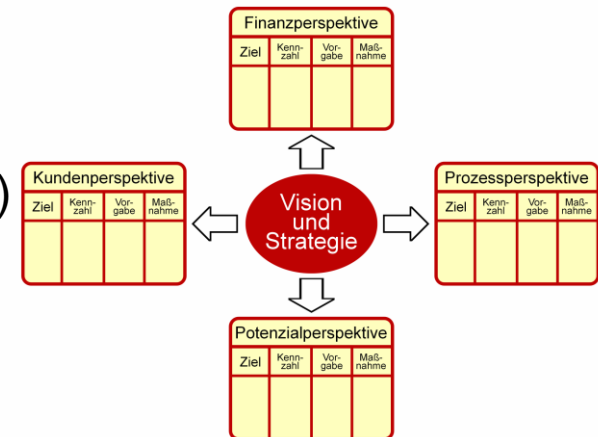 Finanzperspektive
Ziel Kenn-zahl Vor-gabe Maß-nahme
Kundenperspektive
Ziel Kenn-zahl Vor-gabe Maß-nahme
)
Vision
und
Strategie
Prozessperspektive
Ziel Kenn-zahl Vor-gabe Maß-nahme
Potenzialperspektive
Ziel Kenn-zahl Vor-gabe Maß-nahme